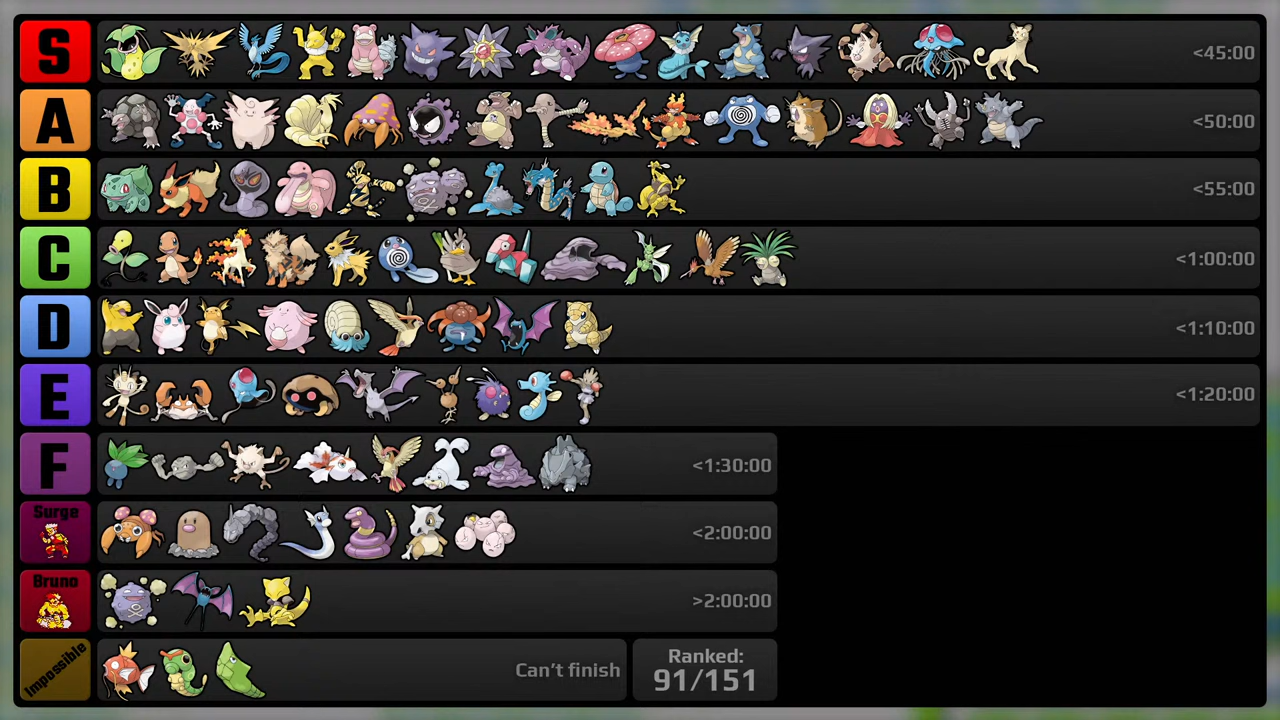 S <45:00
A <50:00
B <55:00
C <1:00:00
D <1:10:00
E <1:20:00
F <1:30:00
Surge <2:00:00
Bruno >2:00:00
Impossible Can't finish
Ranked:
91/151